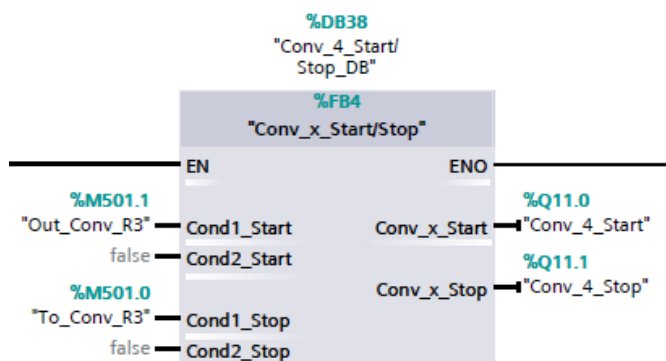 %DB38
"Conv_4_Start/
Stop_DB"
%FB4
"Conv_x_Start/Stop"
EN
ENO
%M501.1
"Out_Conv_R3"
Cond1_Start
false
Cond2_Start
%M501.0
"To_Conv_R3"
Cond1_Stop
false
Cond2_Stop
Conv_x_Start
%Q11.0
"Conv_4_Start"
Conv_x_Stop
%Q11.1
"Conv_4_Stop"